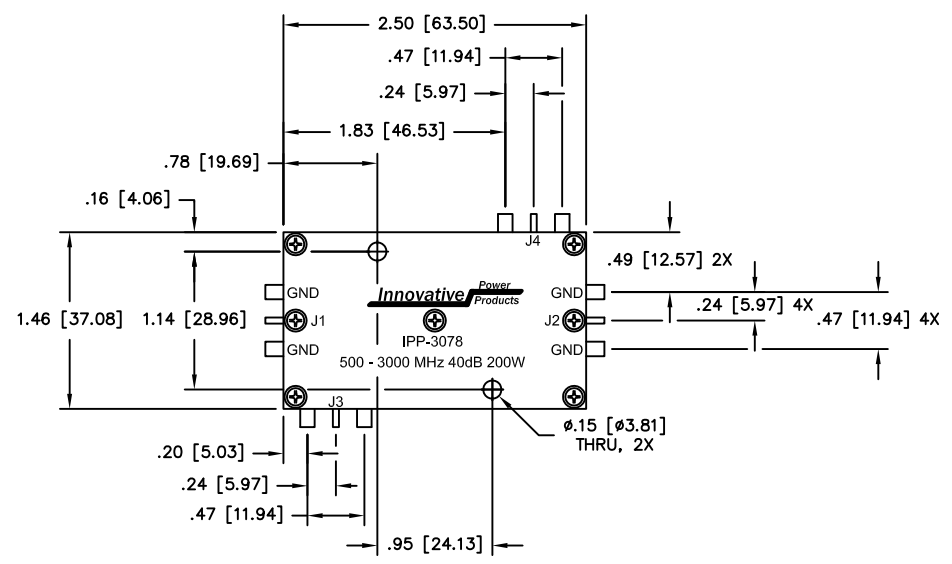 2.50 [63.50]
.47 [11.94]
.24 [5.97]
1.83 [46.53]
.78 [19.69]
.16 [4.06]
J4
.49 [12.57] 2X
GND
Innovative Power Products
GND
.24 [5.97] 4X
1.46 [37.08]
1.14 [28.96]
J1
J2
.47 [11.94] 4X
IPP-3078
GND
GND
500 - 3000 MHz 40dB 200W
J3
ø.15 [ø3.81]
THRU, 2X
.20 [5.03]
.24 [5.97]
.47 [11.94]
.95 [24.13]